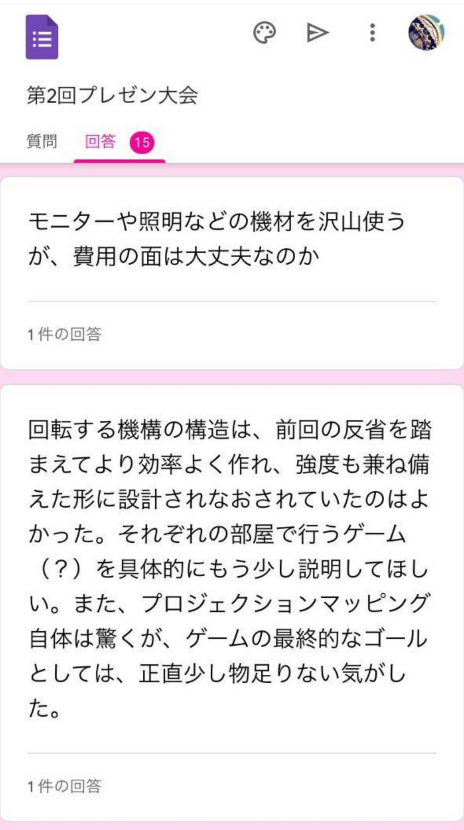 第2回プレゼン大会
質問 回答 15
モニターや照明などの機材を沢山使う
が、費用の面は大丈夫なのか
1件の回答
回転する機構の構造は、前回の反省を踏
まえてより効率よく作れ、強度も兼ね備
えた形に設計されなおされていたのはよ
かった。それぞれの部屋で行うゲーム
（？）を具体的にもう少し説明してほし
い。また、プロジェクションマッピング
自体は驚くが、ゲームの最終的なゴール
としては、正直少し物足りない気がし
た。
1件の回答